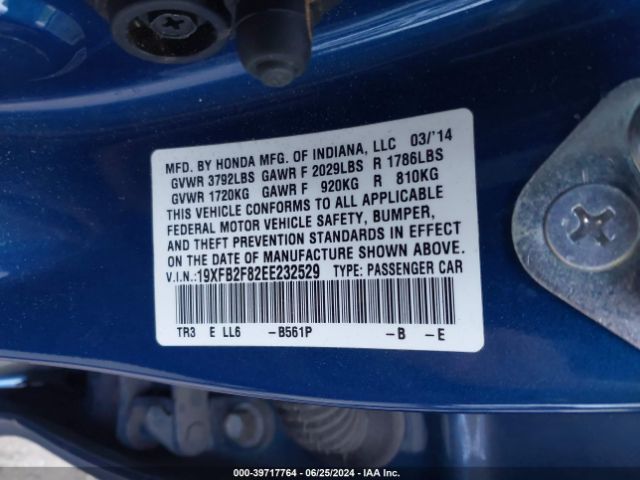 MFD. BY HONDA MFG. OF INDIANA, LLC 03/'14
GVWR 3792LBS GAWR F 2029LBS R 1786LBS
GVWR 1720KG GAWR F 920KG R 810KG
THIS VEHICLE CONFORMS TO ALL APPLICABLE
FEDERAL MOTOR VEHICLE SAFETY, BUMPER,
AND THEFT PREVENTION STANDARDS IN EFFECT
ON THE DATE OF MANUFACTURE SHOWN ABOVE.
V.I.N.:19XFB2F82EE232529 TYPE: PASSENGER CAR
TR3 E LL6 -B561P -B -E
000-39717764 - 06/25/2024 - IAA Inc.